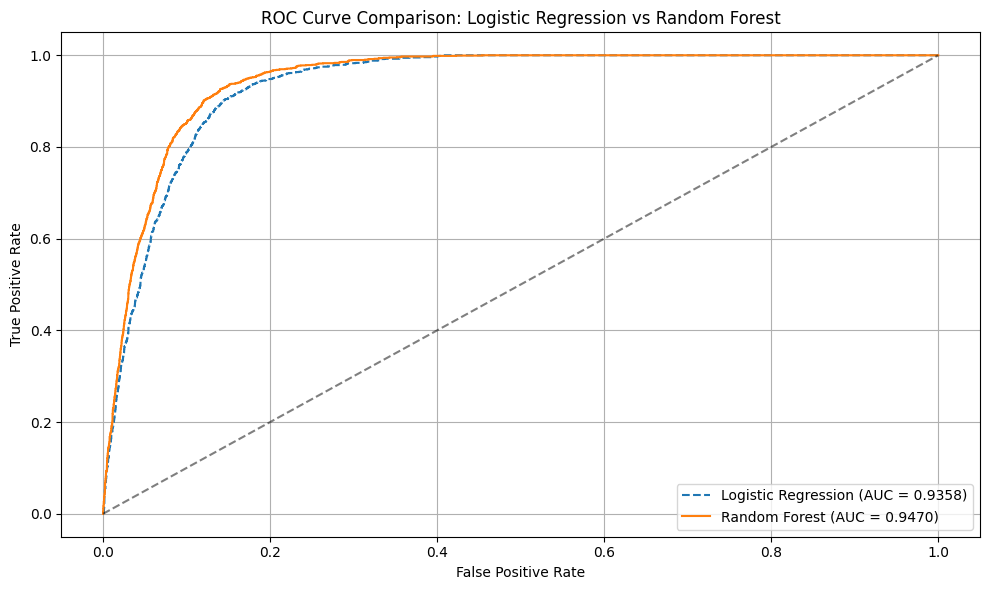 ROC Curve Comparison: Logistic Regression vs Random Forest
1.0
0.8
0.6
0.4
0.2
0.0
True Positive Rate
0.0 0.2 0.4 0.6 0.8 1.0
False Positive Rate
Logistic Regression (AUC = 0.9358)
Random Forest (AUC = 0.9470)